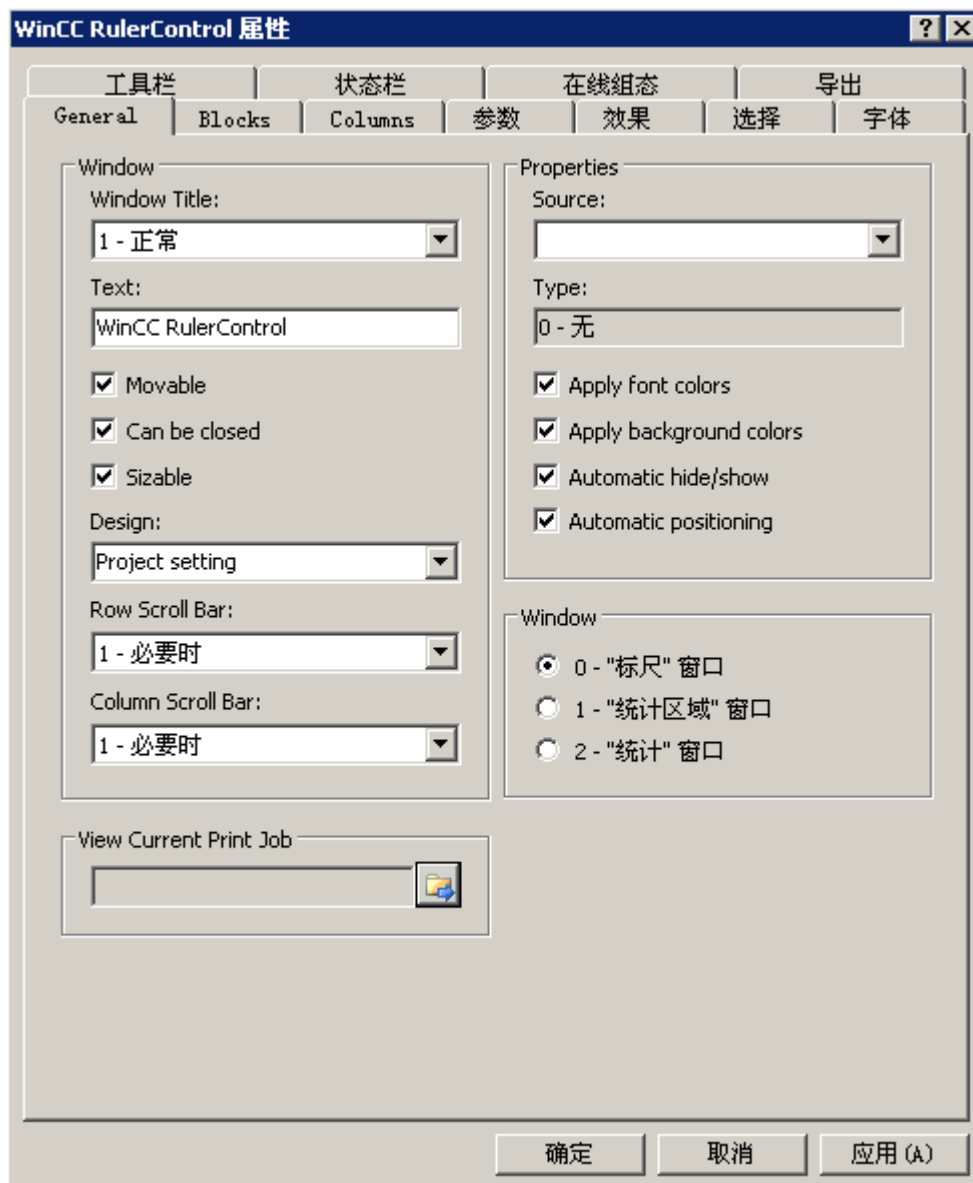 WinCC RulerControl 属性
工具栏 状态栏 在线组态 导出
General Blocks Columns 参数 效果 选择 字体
Window
Window Title:
1 - 正常
Text:
WinCC RulerControl
Movable
Can be closed
Sizable
Design:
Project setting
Row Scroll Bar:
1 - 必要时
Column Scroll Bar:
1 - 必要时
Properties
Source:
Type:
0 - 无
Apply font colors
Apply background colors
Automatic hide/show
Automatic positioning
Window
0 - "标尺" 窗口
1 - "统计区域" 窗口
2 - "统计" 窗口
View Current Print Job
确定 取消 应用(A)